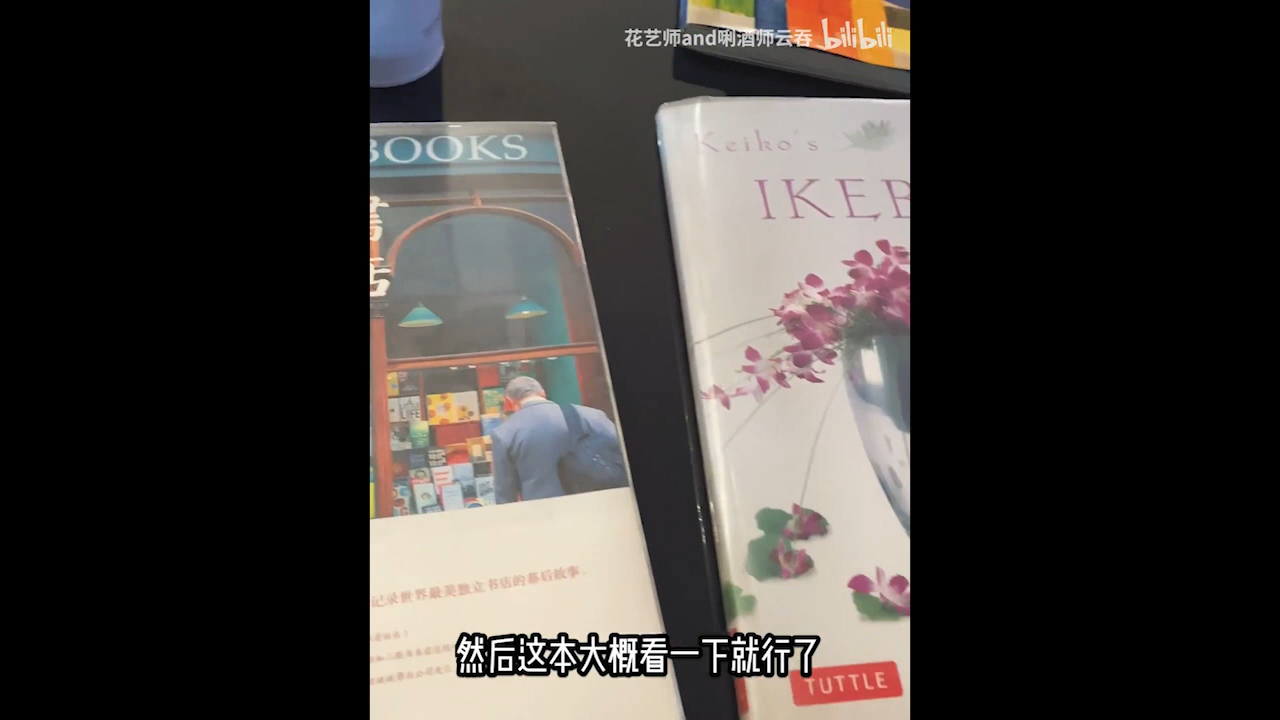 花艺师and唎酒师云吞 bilibili
BOOKS
Keiko's
IKEB
店
LIFE
记录世界最美独立书店的幕后故事。
然后这本大概看一下就行了
TUTTLE